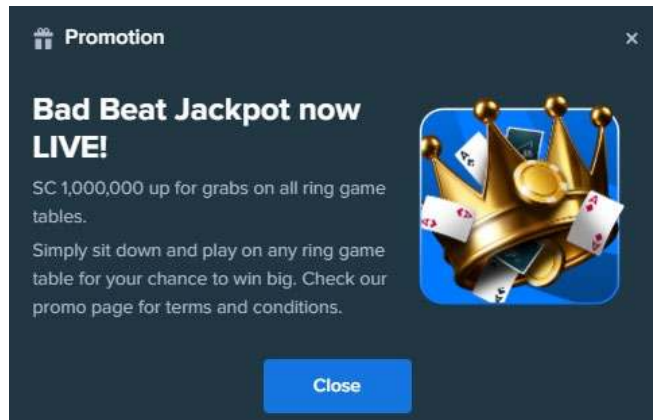 Promotion
Bad Beat Jackpot now
LIVE!
SC 1,000,000 up for grabs on all ring game
tables.
Simply sit down and play on any ring game
table for your chance to win big. Check our
promo page for terms and conditions.
A
A
A
A
Close